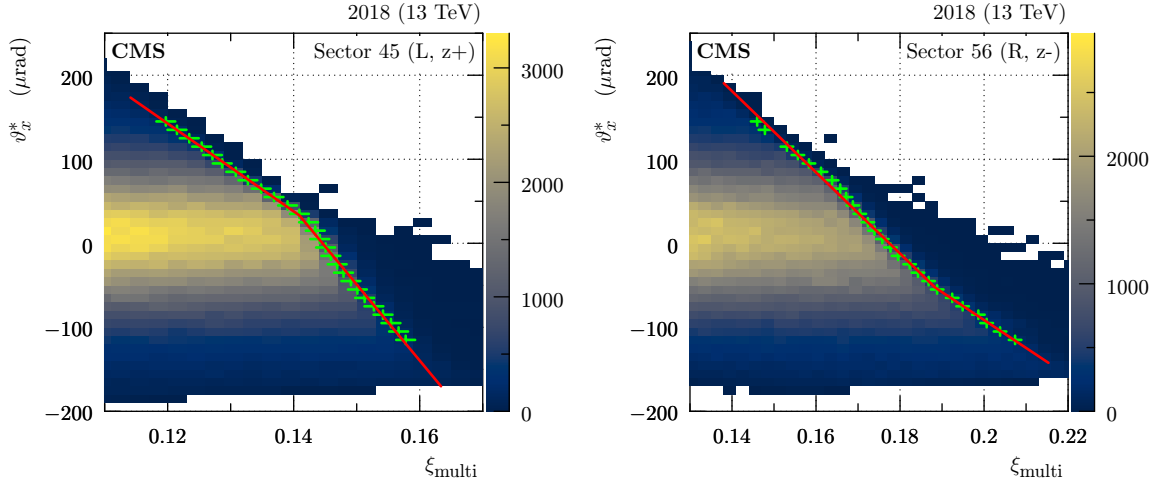 2018 (13 TeV)
CMS
Sector 45 (L, z+)
ϑ*x (μrad)
200
100
0
−100
−200
0.12
0.14
0.16
ξmulti
3000
2000
1000
0
2018 (13 TeV)
CMS
Sector 56 (R, z-)
ϑ*x (μrad)
200
100
0
−100
−200
0.14
0.16
0.18
0.2
0.22
ξmulti
2000
1000
0